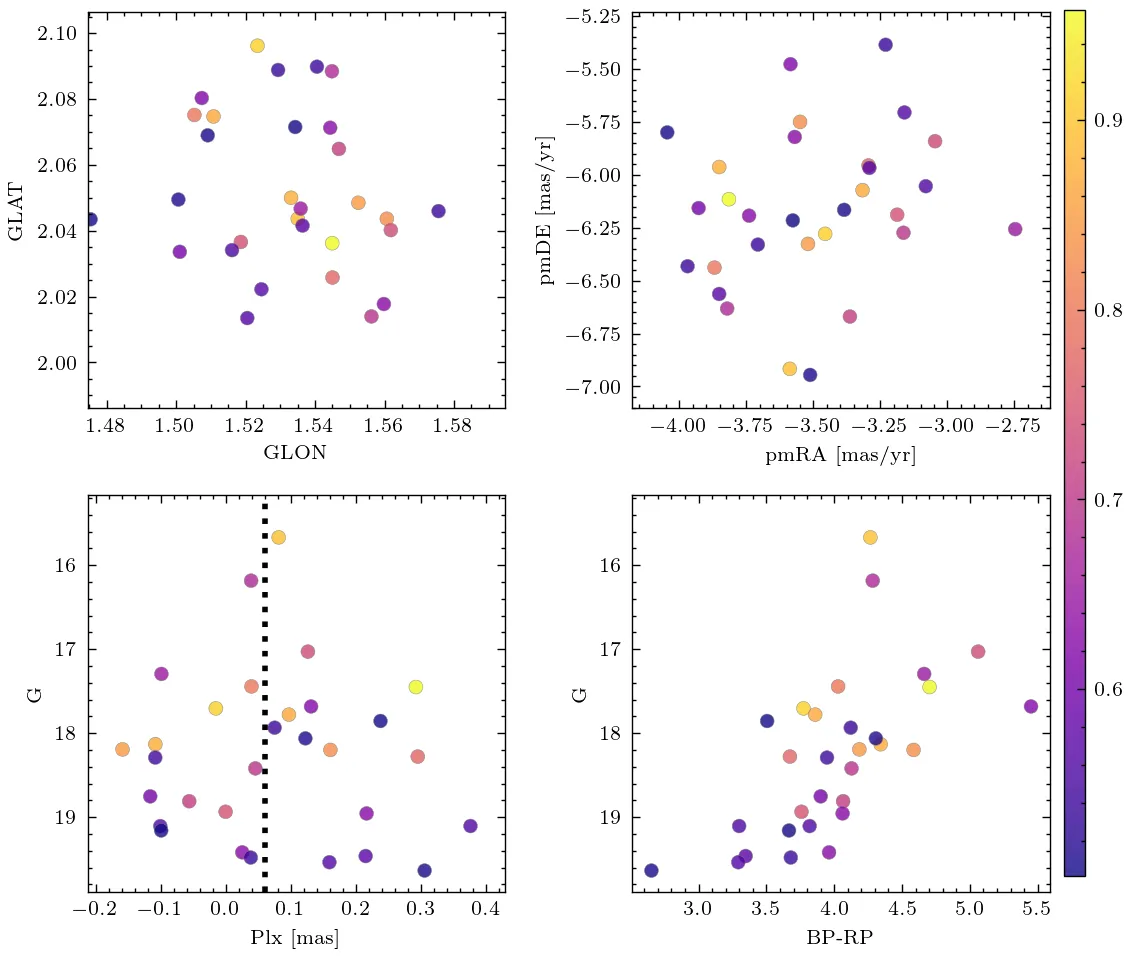 2.10
2.08
2.06
2.04
2.02
2.00
GLAT
1.48 1.50 1.52 1.54 1.56 1.58
GLON
−5.25
−5.50
−5.75
−6.00
−6.25
−6.50
−6.75
−7.00
pmDE [mas/yr]
−4.00 −3.75 −3.50 −3.25 −3.00 −2.75
pmRA [mas/yr]
0.9
0.8
0.7
0.6
16
17
18
19
G
−0.2 −0.1 0.0 0.1 0.2 0.3 0.4
Plx [mas]
16
17
18
19
G
3.0 3.5 4.0 4.5 5.0 5.5
BP-RP